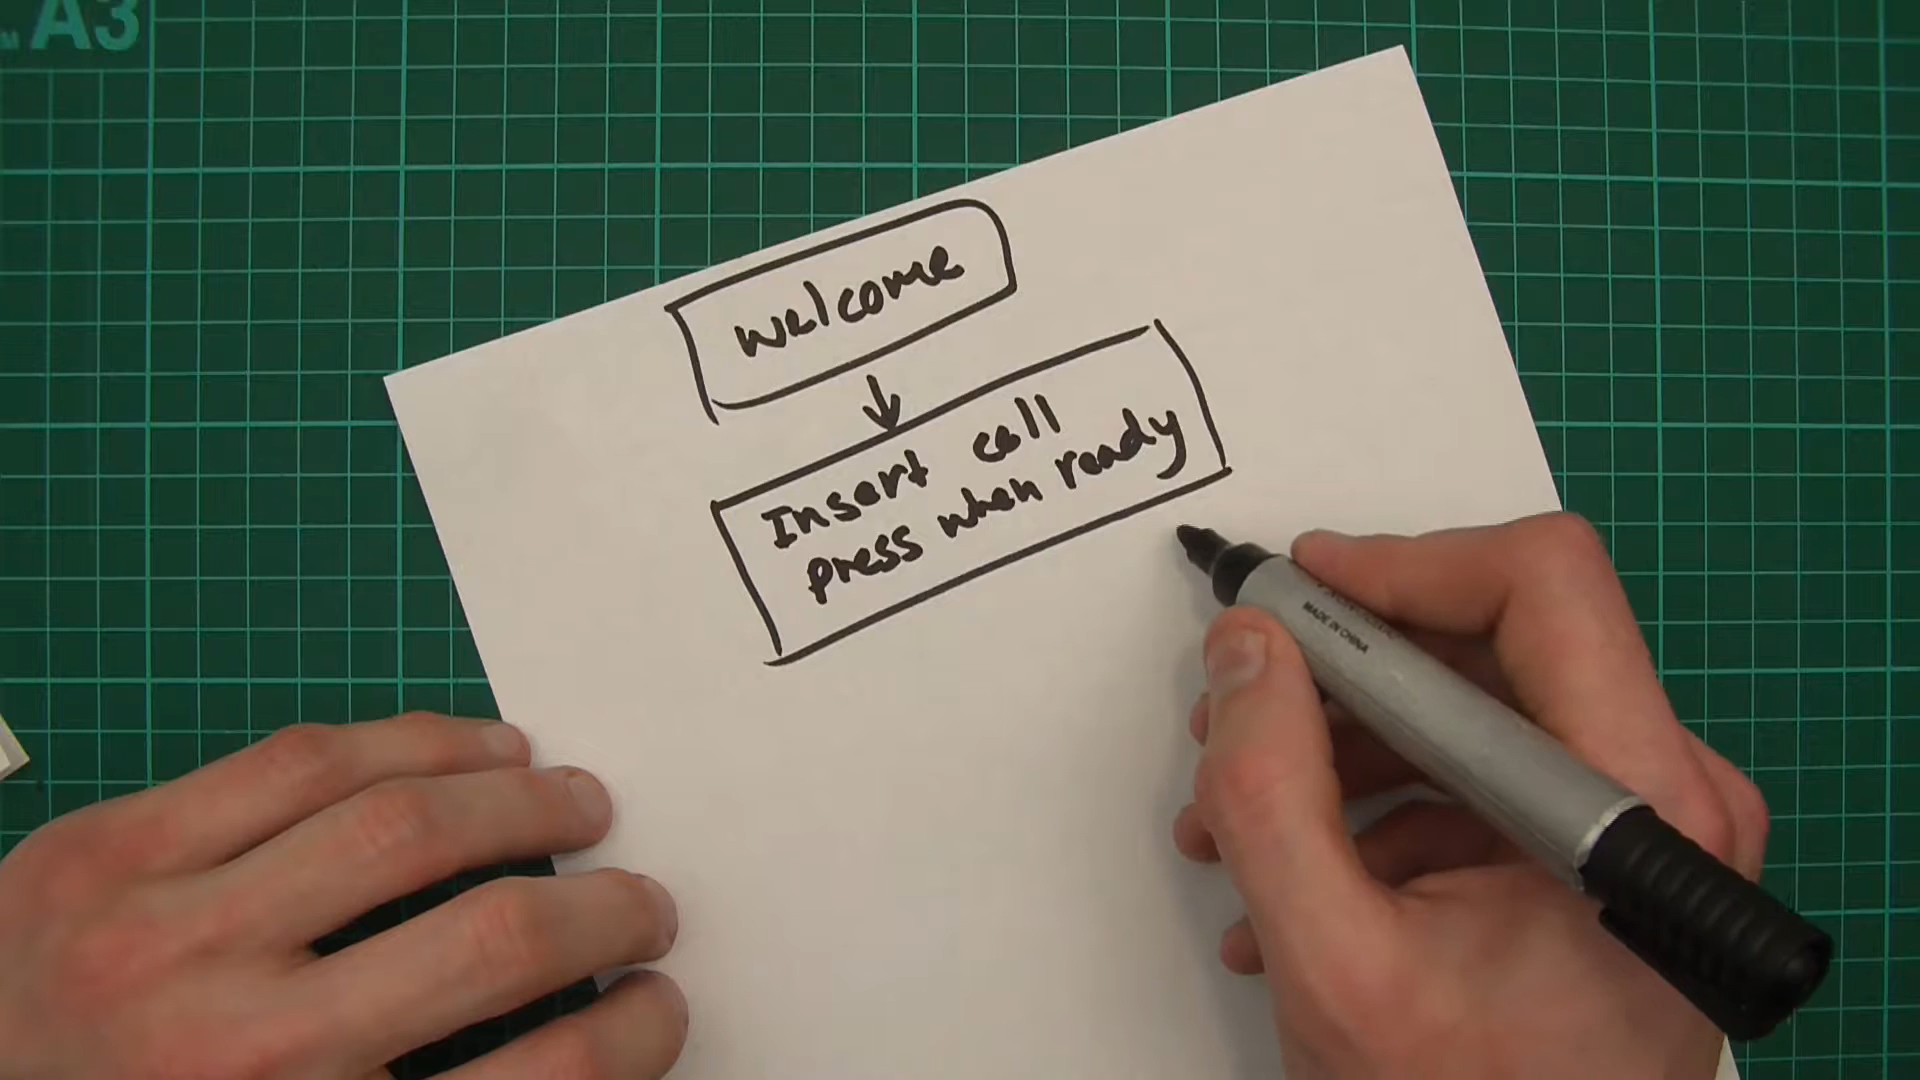 A3
welcome
Insert cell
press when ready
MADE IN CHINA